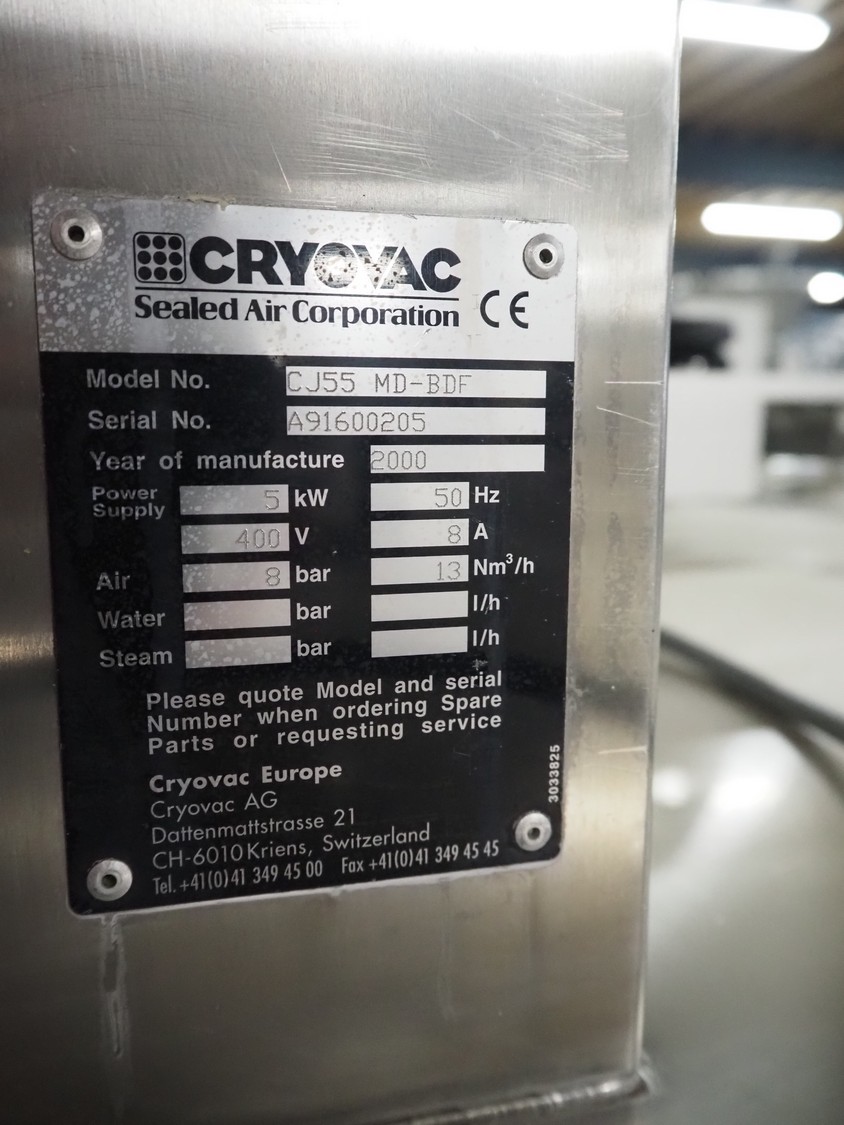 CRYOVAC
Sealed Air Corporation CE
Model No. CJ55 MD-BDF
Serial No. A91600205
Year of manufacture 2000
Power Supply 5 kW 50 Hz
400 V 8 A
Air 8 bar 13 Nm³/h
Water bar l/h
Steam bar l/h
Please quote Model and serial
Number when ordering Spare
Parts or requesting service
Cryovac Europe
Cryovac AG
Dattenmattstrasse 21
CH-6010 Kriens, Switzerland
Tel. +41(0)41 349 45 00 Fax +41(0)41 349 45 45
3033825